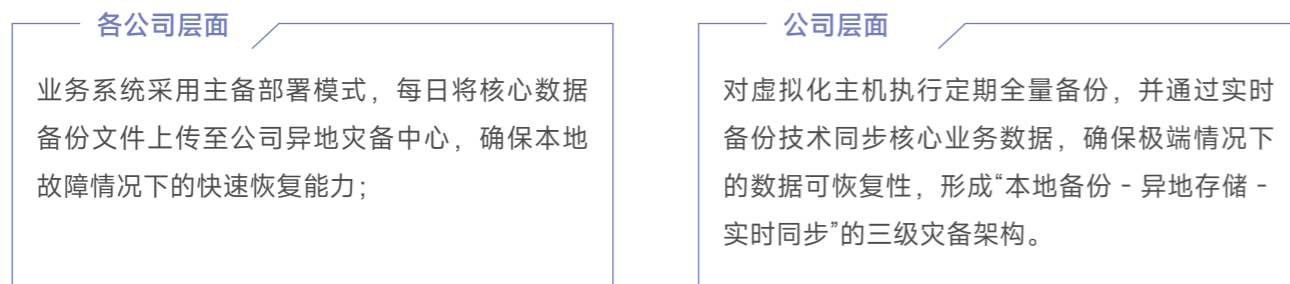 各公司层面
业务系统采用主备部署模式，每日将核心数据
备份文件上传至公司异地灾备中心，确保本地
故障情况下的快速恢复能力；
公司层面
对虚拟化主机执行定期全量备份，并通过实时
备份技术同步核心业务数据，确保极端情况下
的数据可恢复性，形成“本地备份 - 异地存储 -
实时同步”的三级灾备架构。